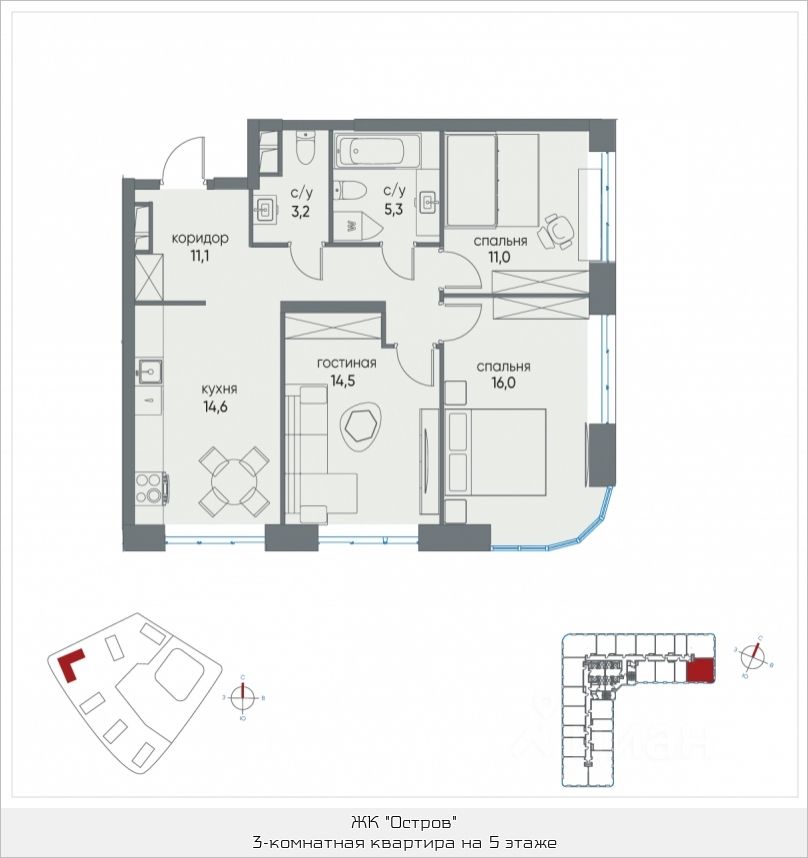 с/у
3,2
с/у
5,3
W
коридор
11,1
спальня
11,0
гостиная
14,5
спальня
16,0
кухня
14,6
С
З
В
Ю
С
З
В
Ю
ЖК "Остров"
3-комнатная квартира на 5 этаже